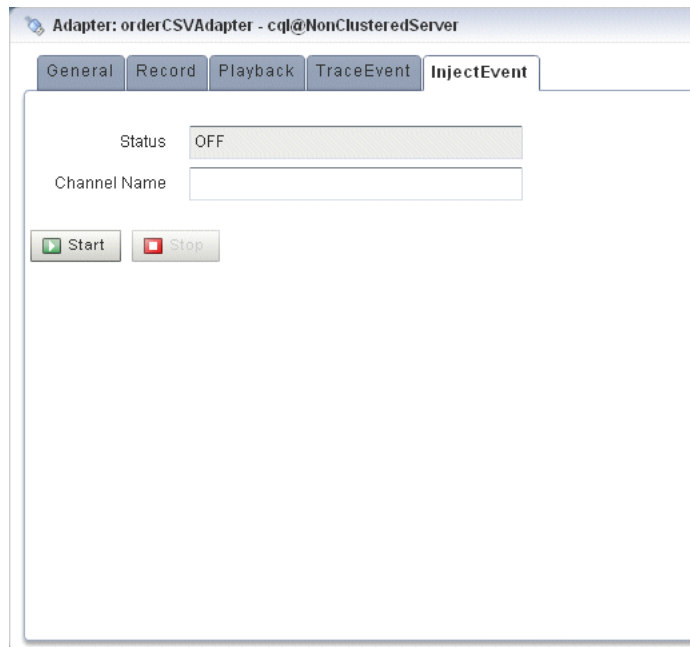 Adapter: orderCSVAdapter - cql@NonClusteredServer
General Record Playback TraceEvent InjectEvent
Status OFF
Channel Name
Start Stop